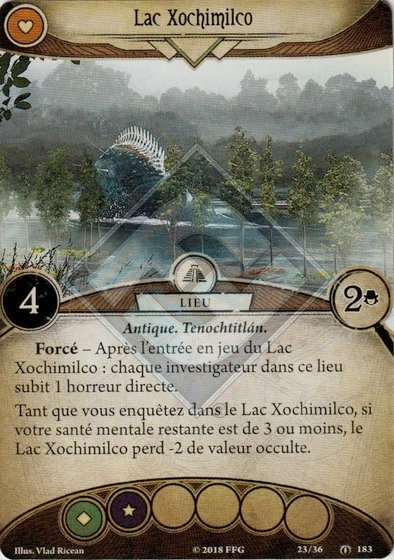 Lac Xochimilco
4
2
LIEU
Antique. Tenochtitlán.
Forcé – Après l'entrée en jeu du Lac
Xochimilco : chaque investigateur dans ce lieu
subit 1 horreur directe.
Tant que vous enquêtez dans le Lac Xochimilco, si
votre santé mentale restante est de 3 ou moins, le
Lac Xochimilco perd -2 de valeur occulte.
Illus. Vlad Ricean © 2018 FFG 23/36 183